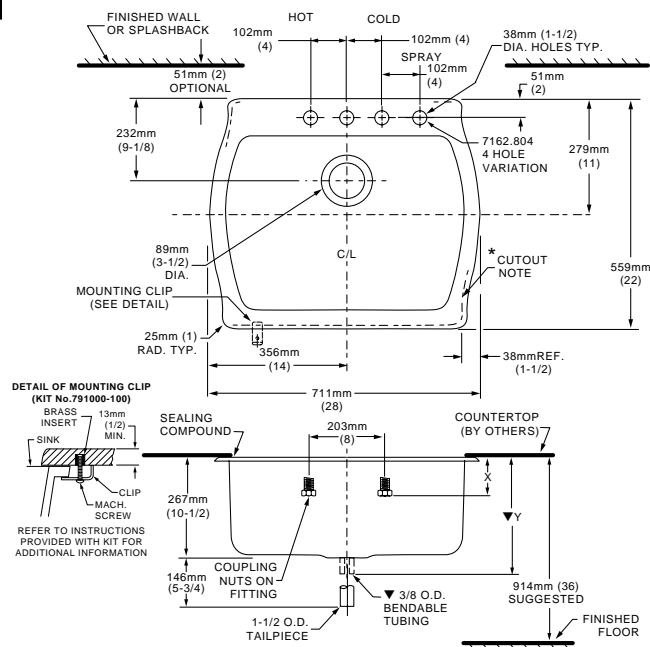 FINISHED WALL
OR SPLASHBACK
HOT
COLD
102mm
(4)
102mm (4)
SPRAY
102mm
(4)
38mm (1-1/2)
DIA. HOLES TYP.
51mm (2)
OPTIONAL
51mm
(2)
232mm
(9-1/8)
7162.804
4 HOLE
VARIATION
279mm
(11)
89mm
(3-1/2)
DIA.
C/L
*
CUTOUT
NOTE
559mm
(22)
MOUNTING CLIP
(SEE DETAIL)
25mm (1)
RAD. TYP.
356mm
(14)
38mmREF.
(1-1/2)
711mm
(28)
DETAIL OF MOUNTING CLIP
(KIT No.791000-100)
BRASS
INSERT
13mm
(1/2)
MIN.
SINK
CLIP
MACH.
SCREW
REFER TO INSTRUCTIONS
PROVIDED WITH KIT FOR
ADDITIONAL INFORMATION
SEALING
COMPOUND
203mm
(8)
COUNTERTOP
(BY OTHERS)
X
▼Y
267mm
(10-1/2)
COUPLING
NUTS ON
FITTING
146mm
(5-3/4)
1-1/2 O.D.
TAILPIECE
▼ 3/8 O.D.
BENDABLE
TUBING
914mm (36)
SUGGESTED
FINISHED
FLOOR